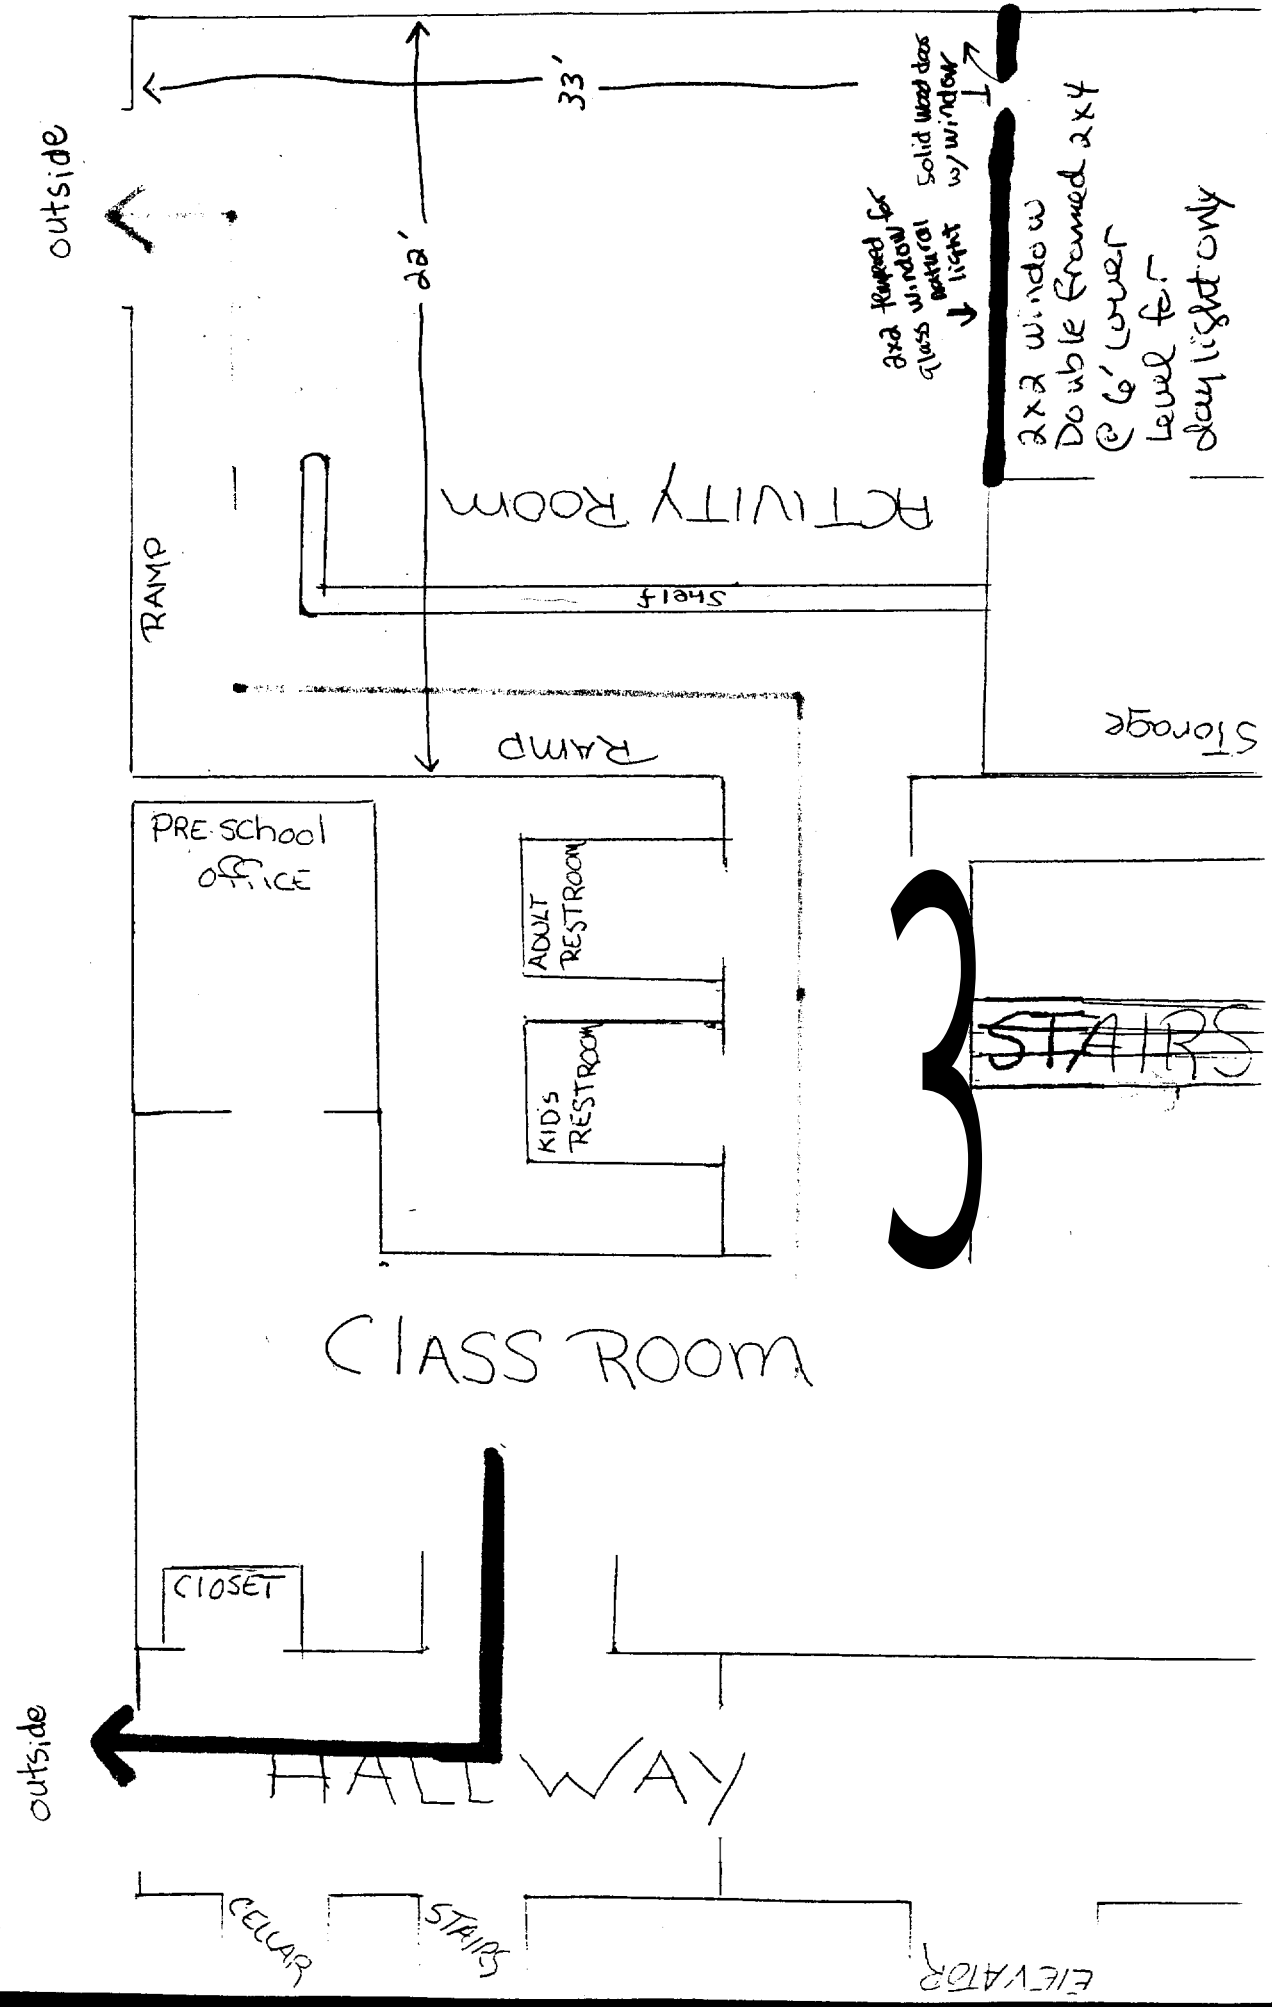 outside
33'
22'
Solid wood door
w/ window
2x2 tempered for
glass window natural
light
2x2 window
Double framed 2x4
@ 6' Lower
Level for
daylight only
ACTIVITY ROOM
RAMP
Shelf
RAMP
Storage
PRE-School
OFFICE
ADULT
RESTROOM
KID'S
RESTROOM
3
STAIRS
CLASS ROOM
CLOSET
outside
HALLWAY
CELLAR
STAIRS
ELEVATOR